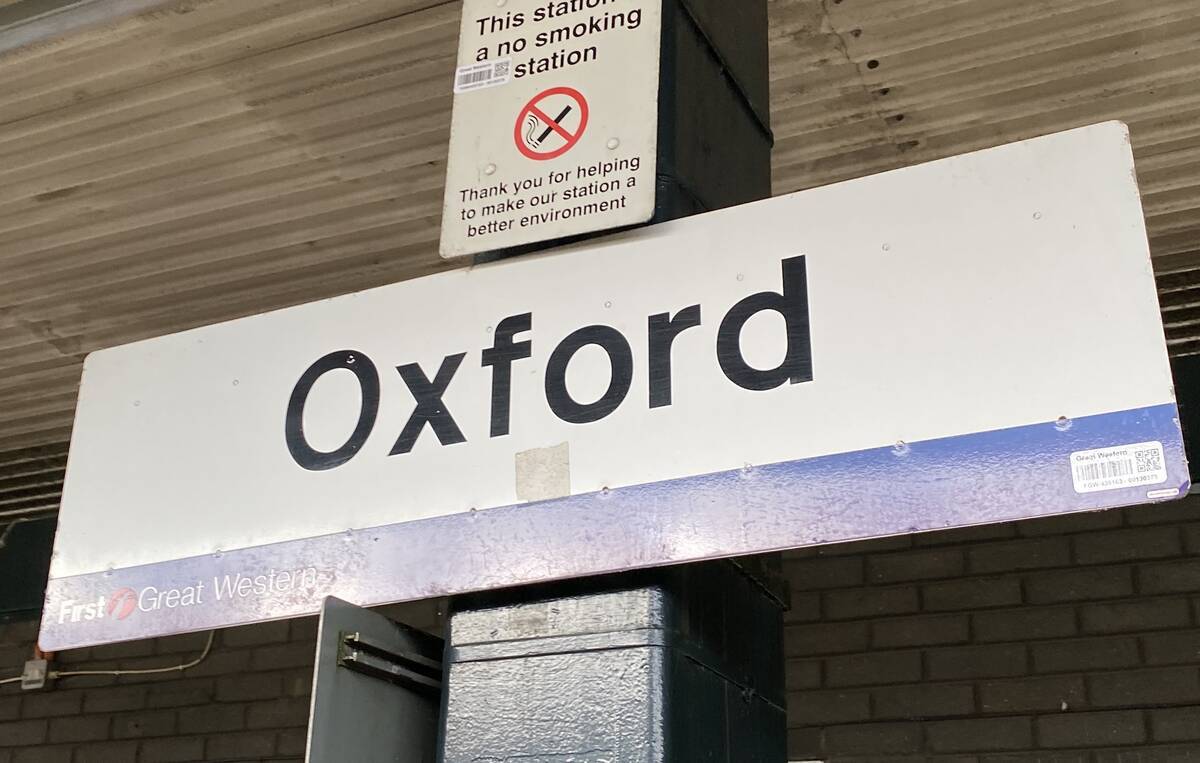 This station
a no smoking
station
Thank you for helping
to make our station a
better environment
Oxford
First Great Western
Great Western